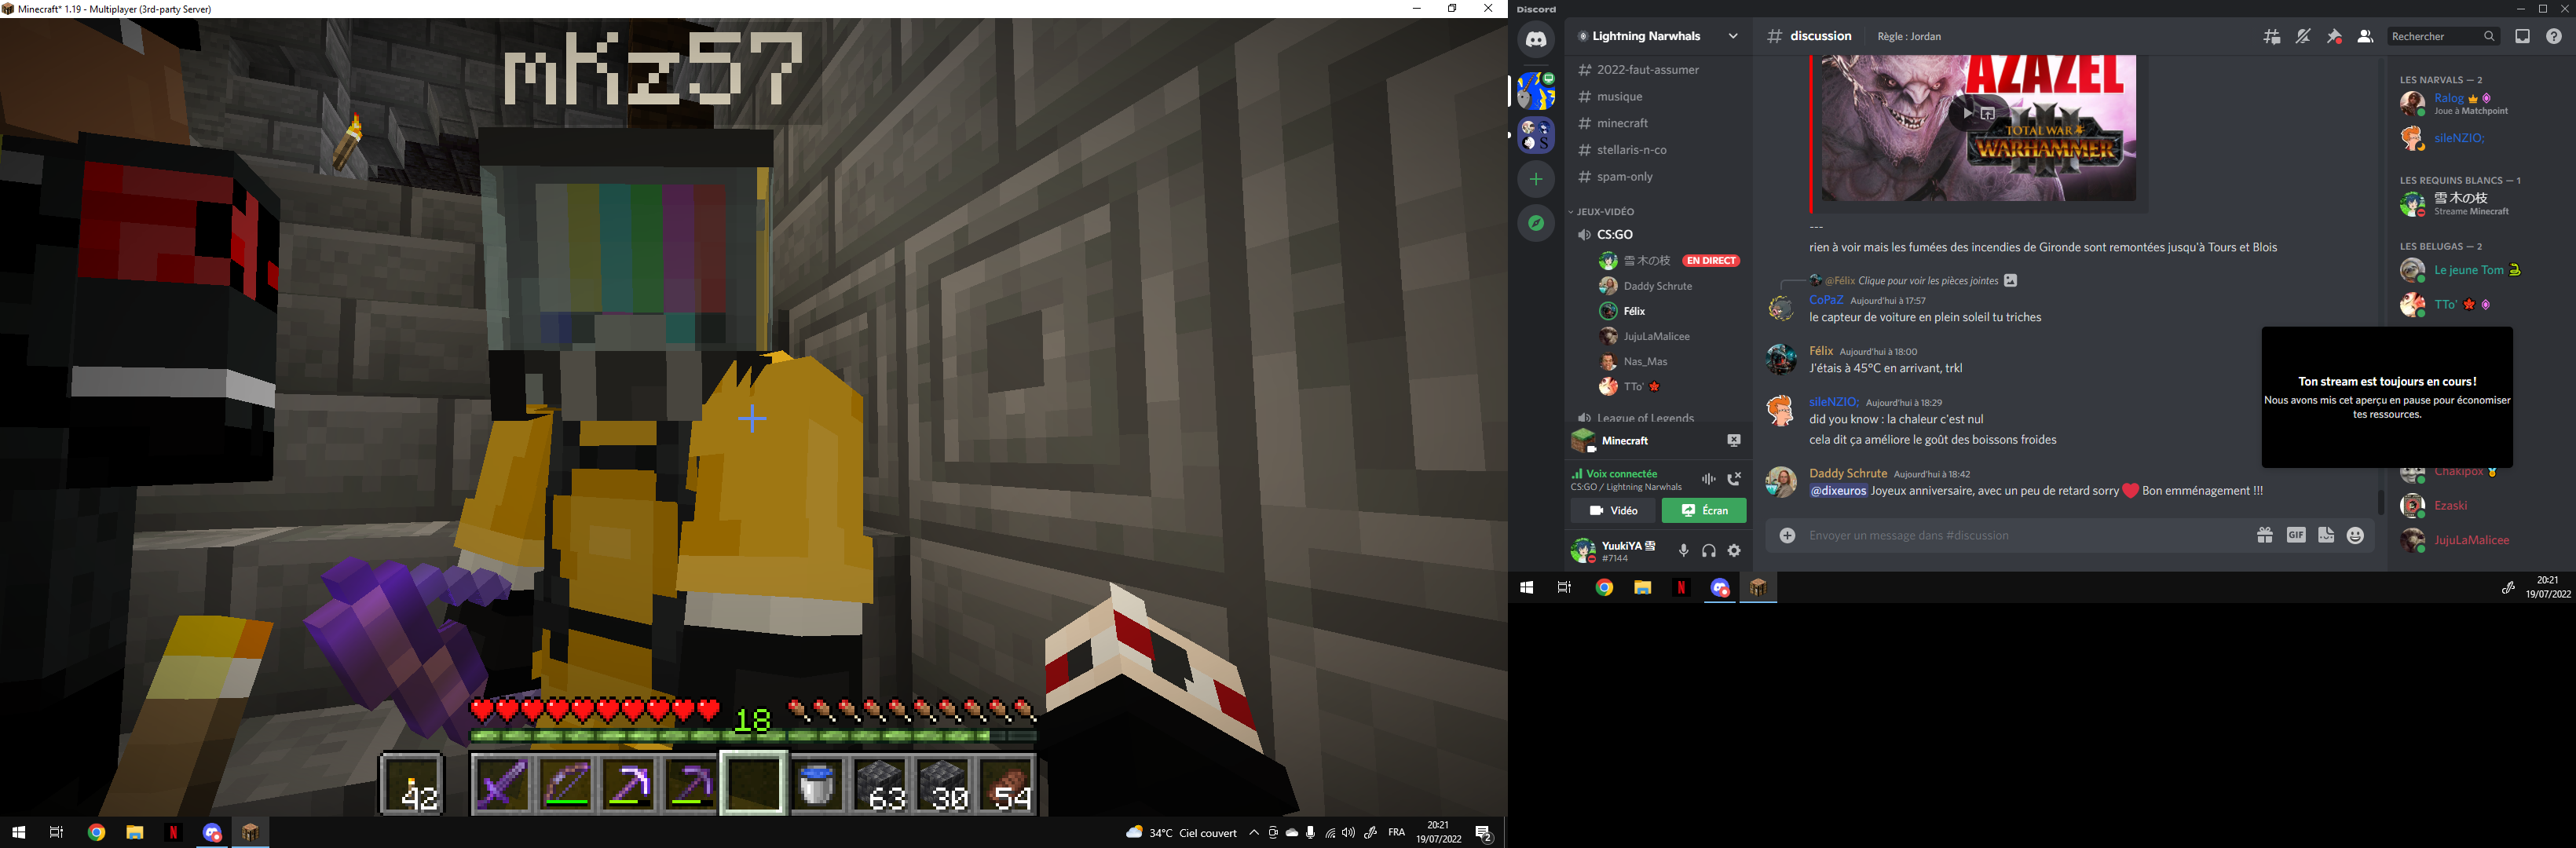 Minecraft* 1.19 - Multiplayer (3rd-party Server)
mKz57
18
42
63
30
54
34°C Ciel couvert
FRA
20:21
19/07/2022
2
Discord
Lightning Narwhals
2022-faut-assumer
musique
minecraft
stellaris-n-co
spam-only
JEUX-VIDÉO
CS:GO
雪 木の枝
EN DIRECT
Daddy Schrute
Félix
JujuLaMalicee
Nas_Mas
TTo'
League of Legends
Minecraft
Voix connectée
CS:GO / Lightning Narwhals
Vidéo
Écran
YuukiYA 雪
#7144
discussion
Règle : Jordan
Rechercher
AZAZEL
TOTAL WAR
WARHAMMER
III
---
rien à voir mais les fumées des incendies de Gironde sont remontées jusqu'à Tours et Blois
@Félix Clique pour voir les pièces jointes
CoPaZ Aujourd'hui à 17:57
le capteur de voiture en plein soleil tu triches
Félix Aujourd'hui à 18:00
J'étais à 45°C en arrivant, trkl
sileNZIO; Aujourd'hui à 18:29
did you know : la chaleur c'est nul
cela dit ça améliore le goût des boissons froides
Daddy Schrute Aujourd'hui à 18:42
@dixeuros Joyeux anniversaire, avec un peu de retard sorry ❤ Bon emménagement !!!
Envoyer un message dans #discussion
GIF
LES NARVALS — 2
Ralog
Joue à Matchpoint
sileNZIO;
LES REQUINS BLANCS — 1
雪 木の枝
Streame Minecraft
LES BELUGAS — 2
Le jeune Tom
TTo'
Ton stream est toujours en cours !
Nous avons mis cet aperçu en pause pour économiser
tes ressources.
Chakipox
Ezaski
JujuLaMalicee
20:21
19/07/2022